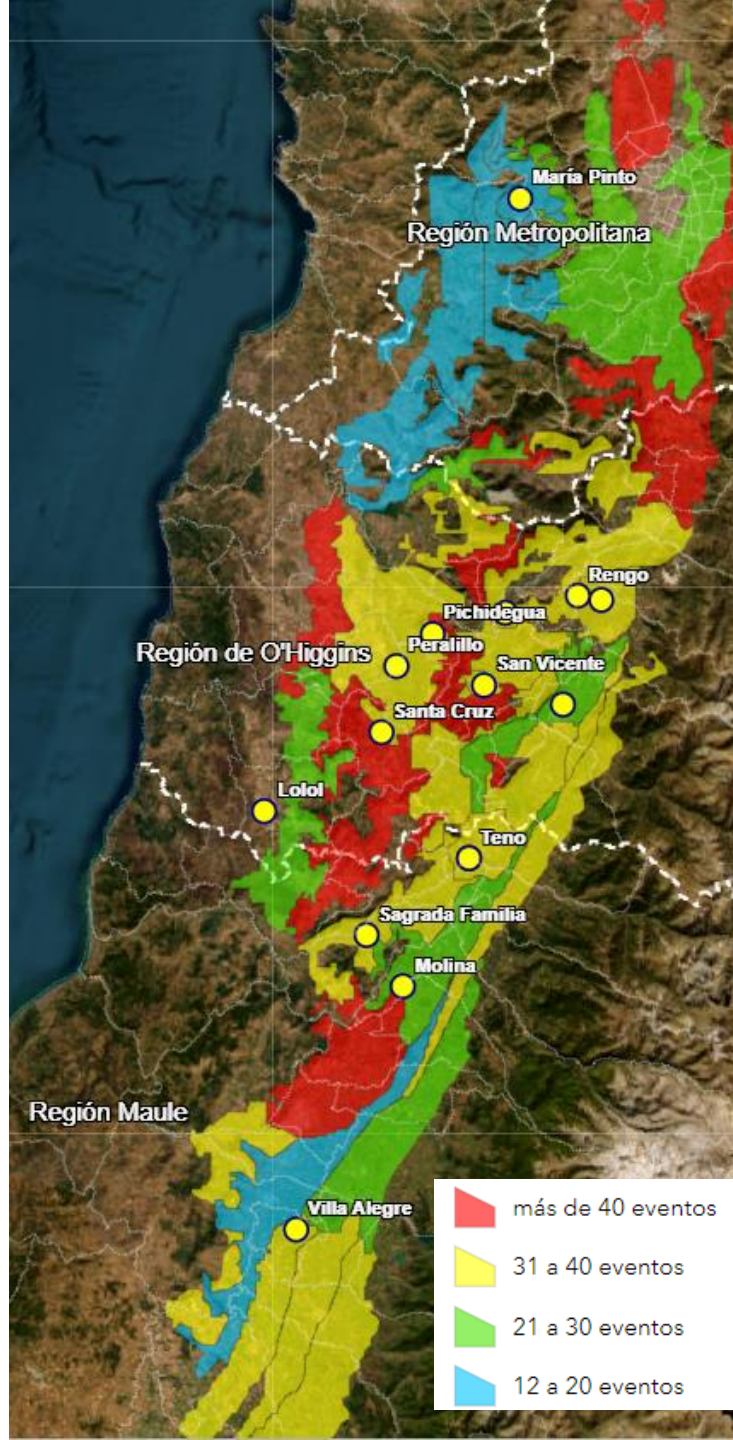 María Pinto
Región Metropolitana
Rengo
Pichidegua
Región de O'Higgins
Peralillo
San Vicente
Santa Cruz
Lolol
Teno
Sagrada Familia
Molina
Región Maule
Villa Alegre
más de 40 eventos
31 a 40 eventos
21 a 30 eventos
12 a 20 eventos